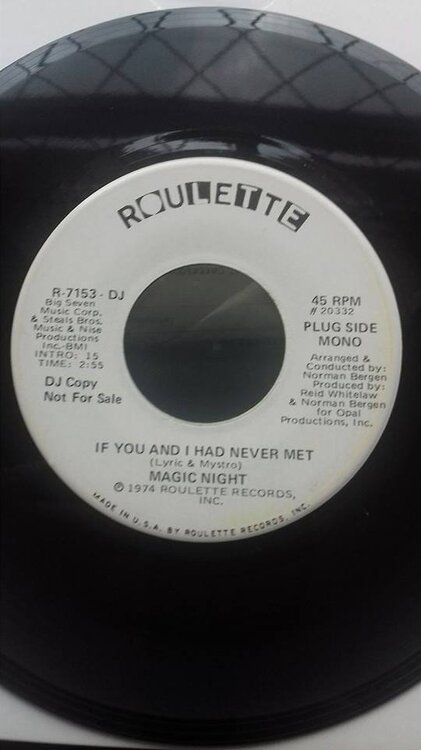 ROULETTE
R-7153-DJ
Big Seven
Music Corp.
& Steals Bros.
Music & Nise
Productions
Inc.-BMI
INTRO: 15
TIME: 2:55
DJ Copy
Not For Sale
45 RPM
# 20332
PLUG SIDE
MONO
Arranged &
Conducted by:
Norman Bergen
Produced by:
Reid Whitelaw
& Norman Bergen
for Opal
Productions, Inc.
IF YOU AND I HAD NEVER MET
(Lyric & Mystro)
MAGIC NIGHT
© 1974 ROULETTE RECORDS,
INC.
MADE IN U.S.A. BY ROULETTE RECORDS, INC.